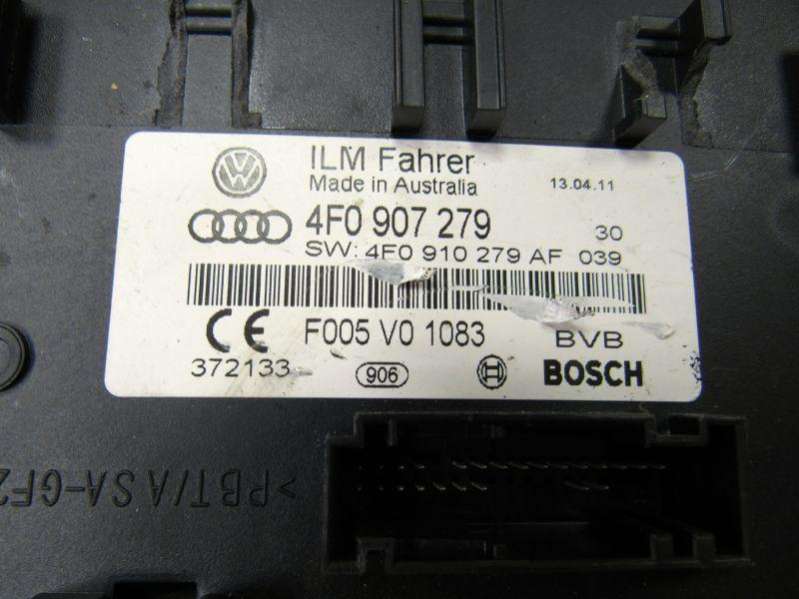 ILM Fahrer
Made in Australia
13.04.11
4F0 907 279
30
SW: 4F0 910 279 AF 039
F005 V0 1083
BVB
372133
906
BOSCH
>PBT/ASA-GF2